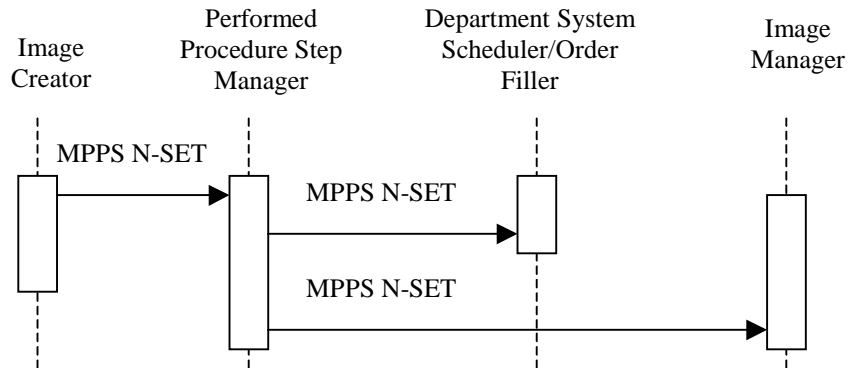 Image
Creator
Performed
Procedure Step
Manager
Department System
Scheduler/Order
Filler
Image
Manager
MPPS N-SET
MPPS N-SET
MPPS N-SET